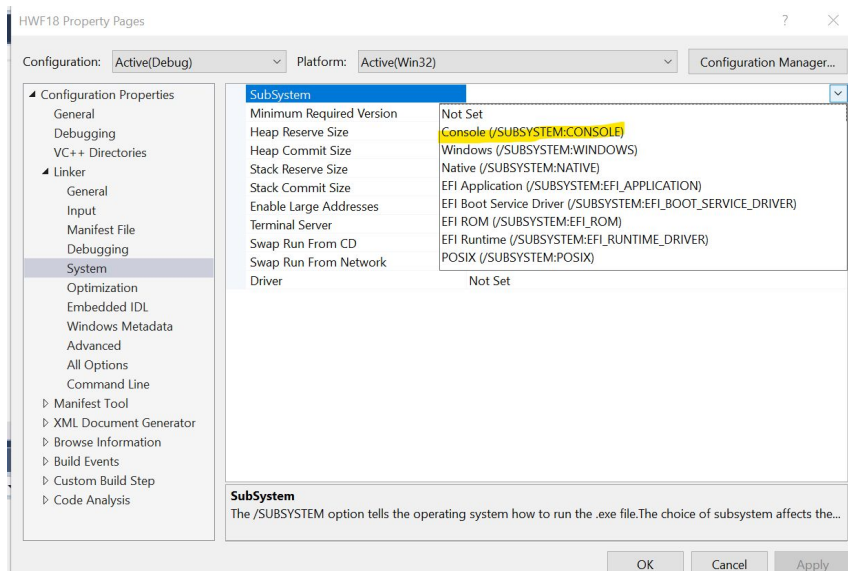 HWF18 Property Pages
? ×
Configuration: Active(Debug) Platform: Active(Win32) Configuration Manager...
Configuration Properties
General
Debugging
VC++ Directories
Linker
General
Input
Manifest File
Debugging
System
Optimization
Embedded IDL
Windows Metadata
Advanced
All Options
Command Line
Manifest Tool
XML Document Generator
Browse Information
Build Events
Custom Build Step
Code Analysis
SubSystem
Minimum Required Version
Heap Reserve Size
Heap Commit Size
Stack Reserve Size
Stack Commit Size
Enable Large Addresses
Terminal Server
Swap Run From CD
Swap Run From Network
Driver Not Set
Not Set
Console (/SUBSYSTEM:CONSOLE)
Windows (/SUBSYSTEM:WINDOWS)
Native (/SUBSYSTEM:NATIVE)
EFI Application (/SUBSYSTEM:EFI_APPLICATION)
EFI Boot Service Driver (/SUBSYSTEM:EFI_BOOT_SERVICE_DRIVER)
EFI ROM (/SUBSYSTEM:EFI_ROM)
EFI Runtime (/SUBSYSTEM:EFI_RUNTIME_DRIVER)
POSIX (/SUBSYSTEM:POSIX)
SubSystem
The /SUBSYSTEM option tells the operating system how to run the .exe file.The choice of subsystem affects the...
OK Cancel Apply